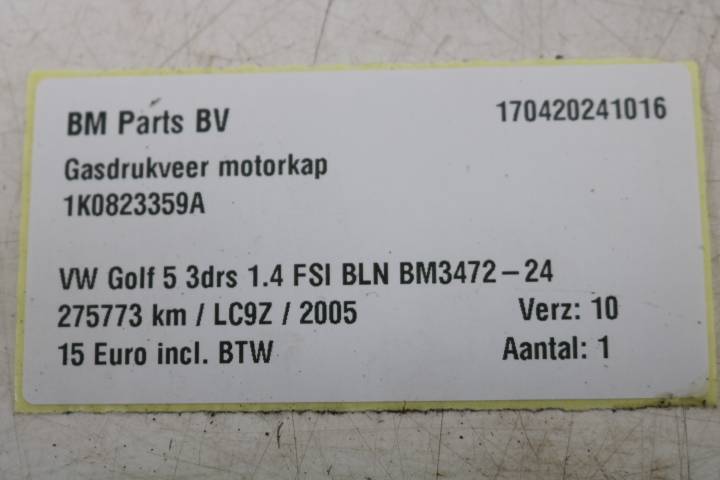 BM Parts BV 170420241016
Gasdrukveer motorkap
1K0823359A
VW Golf 5 3drs 1.4 FSI BLN BM3472-24
275773 km / LC9Z / 2005 Verz: 10
15 Euro incl. BTW Aantal: 1